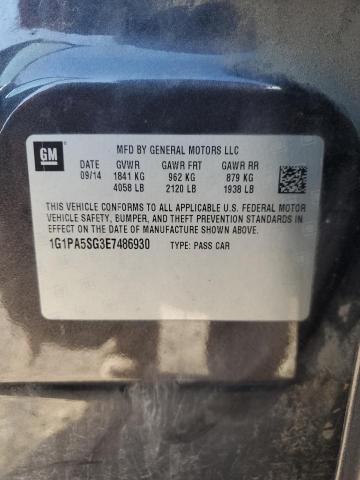 GM
MFD BY GENERAL MOTORS LLC
DATE GVWR GAWR FRT GAWR RR
09/14 1841 KG 962 KG 879 KG
4058 LB 2120 LB 1938 LB
THIS VEHICLE CONFORMS TO ALL APPLICABLE U.S. FEDERAL MOTOR
VEHICLE SAFETY, BUMPER, AND THEFT PREVENTION STANDARDS IN
EFFECT ON THE DATE OF MANUFACTURE SHOWN ABOVE.
1G1PA5SG3E7486930 TYPE: PASS CAR